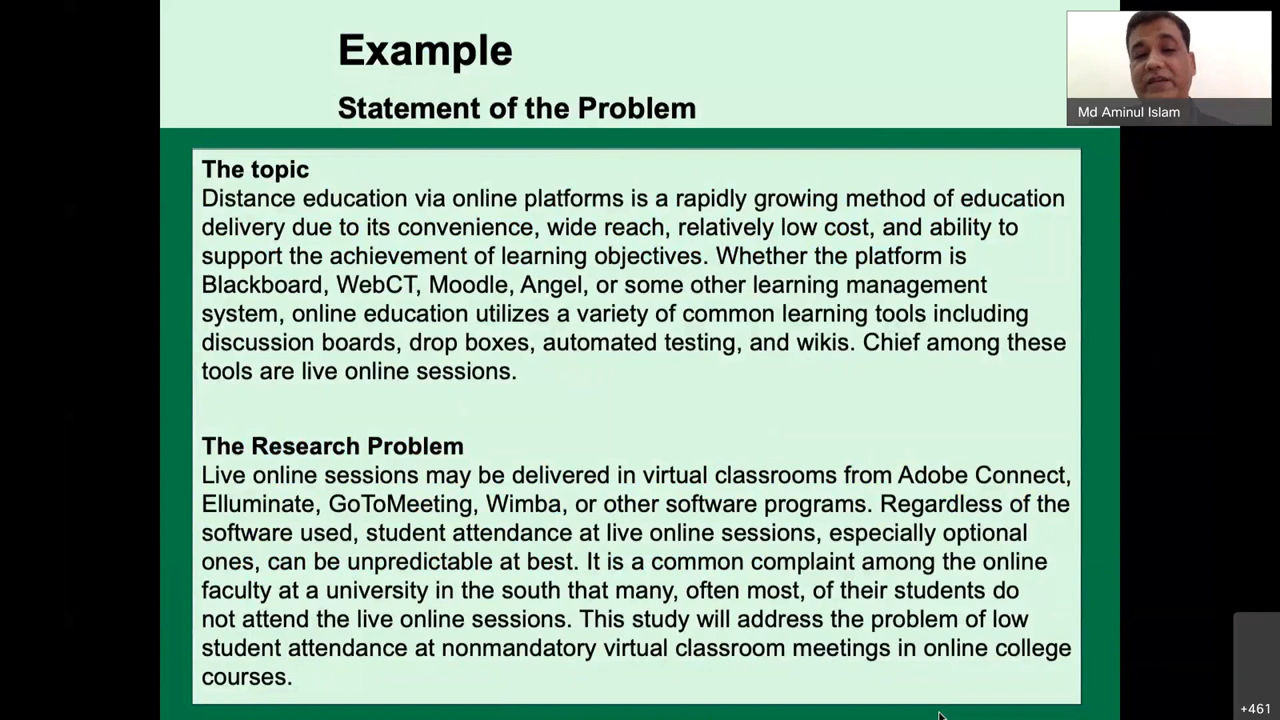 Example
Statement of the Problem
Md Aminul Islam
The topic
Distance education via online platforms is a rapidly growing method of education
delivery due to its convenience, wide reach, relatively low cost, and ability to
support the achievement of learning objectives. Whether the platform is
Blackboard, WebCT, Moodle, Angel, or some other learning management
system, online education utilizes a variety of common learning tools including
discussion boards, drop boxes, automated testing, and wikis. Chief among these
tools are live online sessions.
The Research Problem
Live online sessions may be delivered in virtual classrooms from Adobe Connect,
Elluminate, GoToMeeting, Wimba, or other software programs. Regardless of the
software used, student attendance at live online sessions, especially optional
ones, can be unpredictable at best. It is a common complaint among the online
faculty at a university in the south that many, often most, of their students do
not attend the live online sessions. This study will address the problem of low
student attendance at nonmandatory virtual classroom meetings in online college
courses.
+461